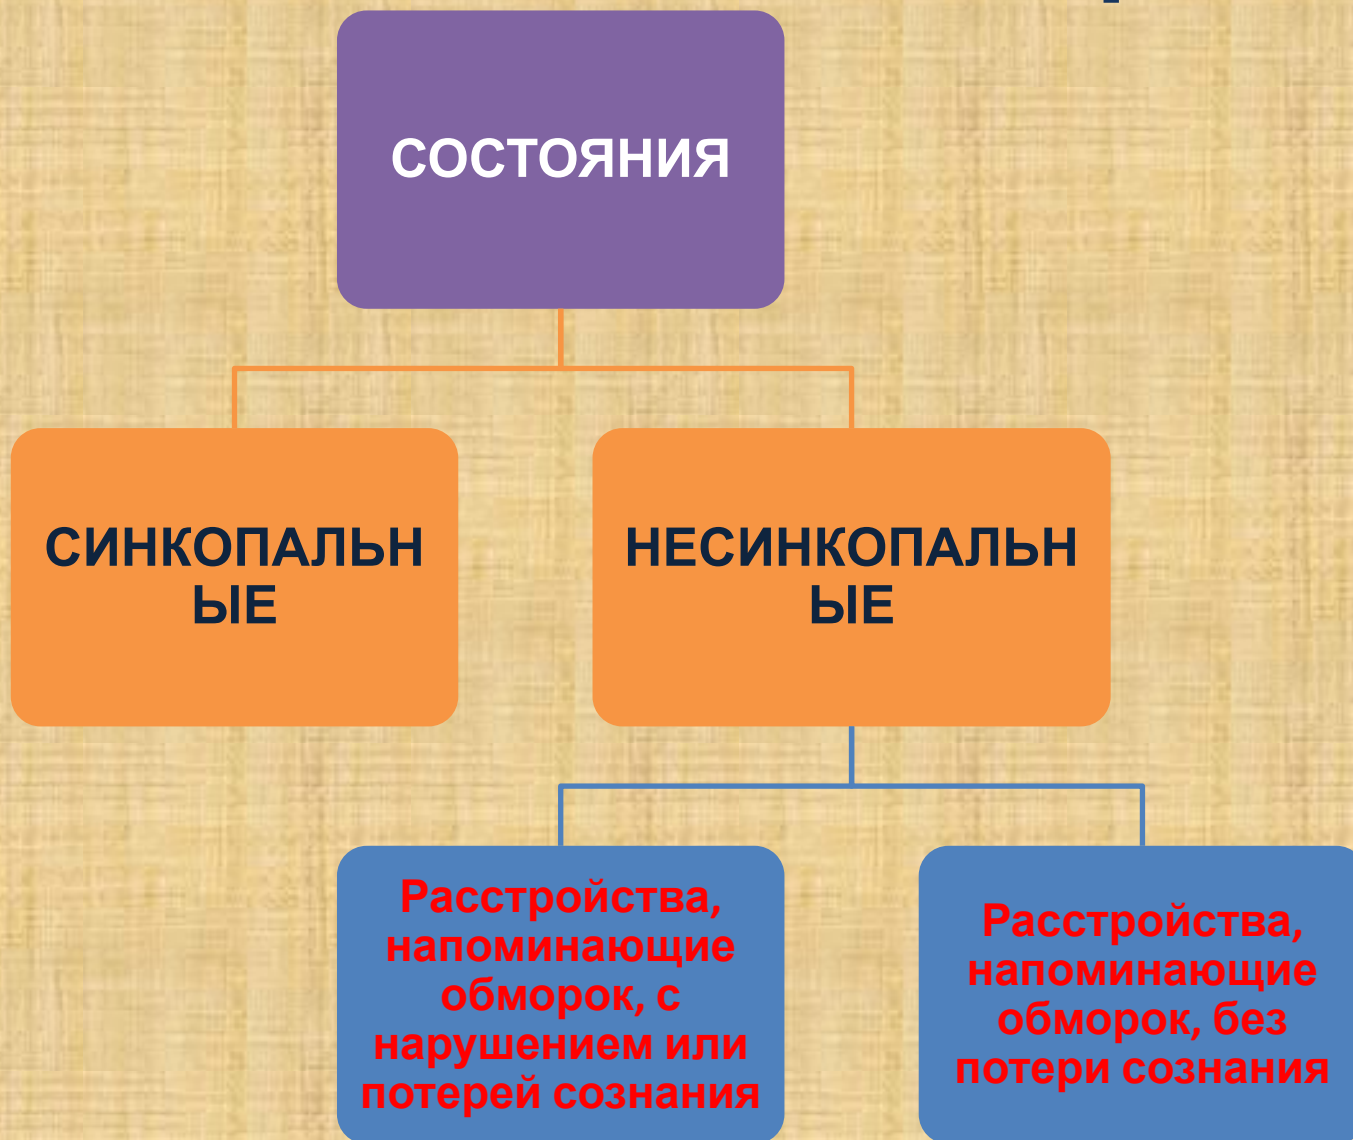 СОСТОЯНИЯ
СИНКОПАЛЬН
ЫЕ
НЕСИНКОПАЛЬН
ЫЕ
Расстройства,
напоминающие
обморок, с
нарушением или
потерей сознания
Расстройства,
напоминающие
обморок, без
потери сознания